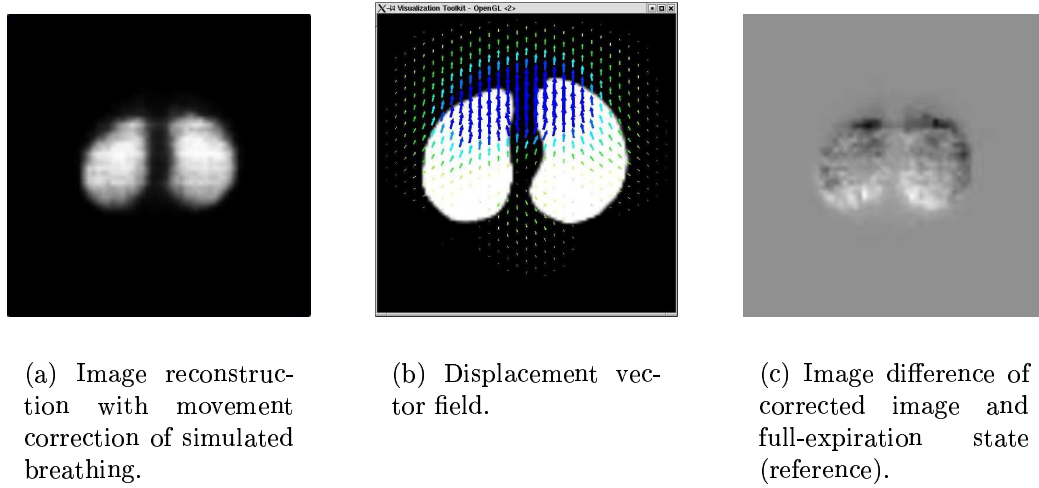 X-⋈ Visualization Toolkit - OpenGL <2>
(a) Image reconstruc-
tion with movement
correction of simulated
breathing.
(b) Displacement vec-
tor field.
(c) Image difference of
corrected image and
full-expiration state
(reference).